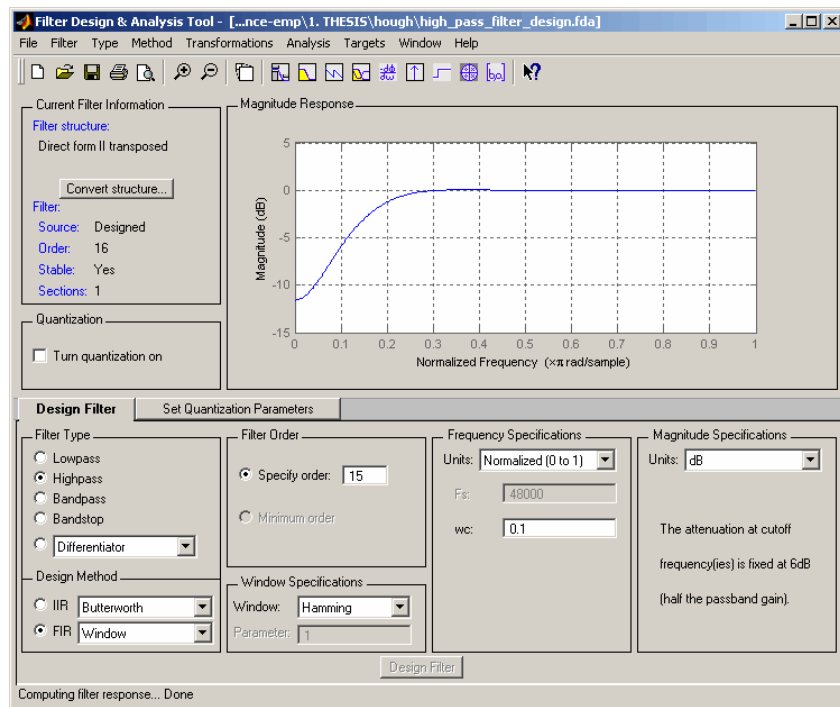 Filter Design & Analysis Tool - [...nce-emp\1. THESIS\hough\high_pass_filter_design.fda]
File Filter Type Method Transformations Analysis Targets Window Help
Current Filter Information
Filter structure:
Direct form II transposed
Convert structure...
Filter:
Source: Designed
Order: 16
Stable: Yes
Sections: 1
Quantization
Turn quantization on
Magnitude Response
Magnitude (dB)
5
0
-5
-10
-15
0 0.1 0.2 0.3 0.4 0.5 0.6 0.7 0.8 0.9 1
Normalized Frequency (×π rad/sample)
Design Filter
Set Quantization Parameters
Filter Type
Lowpass
Highpass
Bandpass
Bandstop
Differentiator
Design Method
IIR Butterworth
FIR Window
Filter Order
Specify order: 15
Minimum order
Window Specifications
Window: Hamming
Parameter: 1
Frequency Specifications
Units: Normalized (0 to 1)
Fs: 48000
wc: 0.1
Magnitude Specifications
Units: dB
The attenuation at cutoff
frequency(ies) is fixed at 6dB
(half the passband gain).
Design Filter
Computing filter response... Done